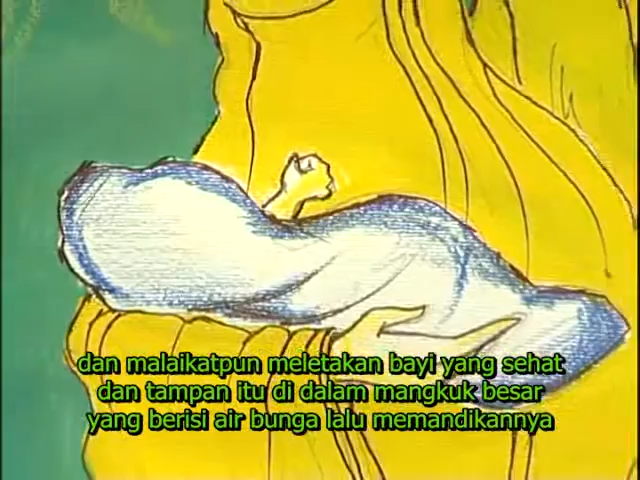 dan malaikatpun meletakan bayi yang sehat
dan tampan itu di dalam mangkuk besar
yang berisi air bunga lalu memandikannya